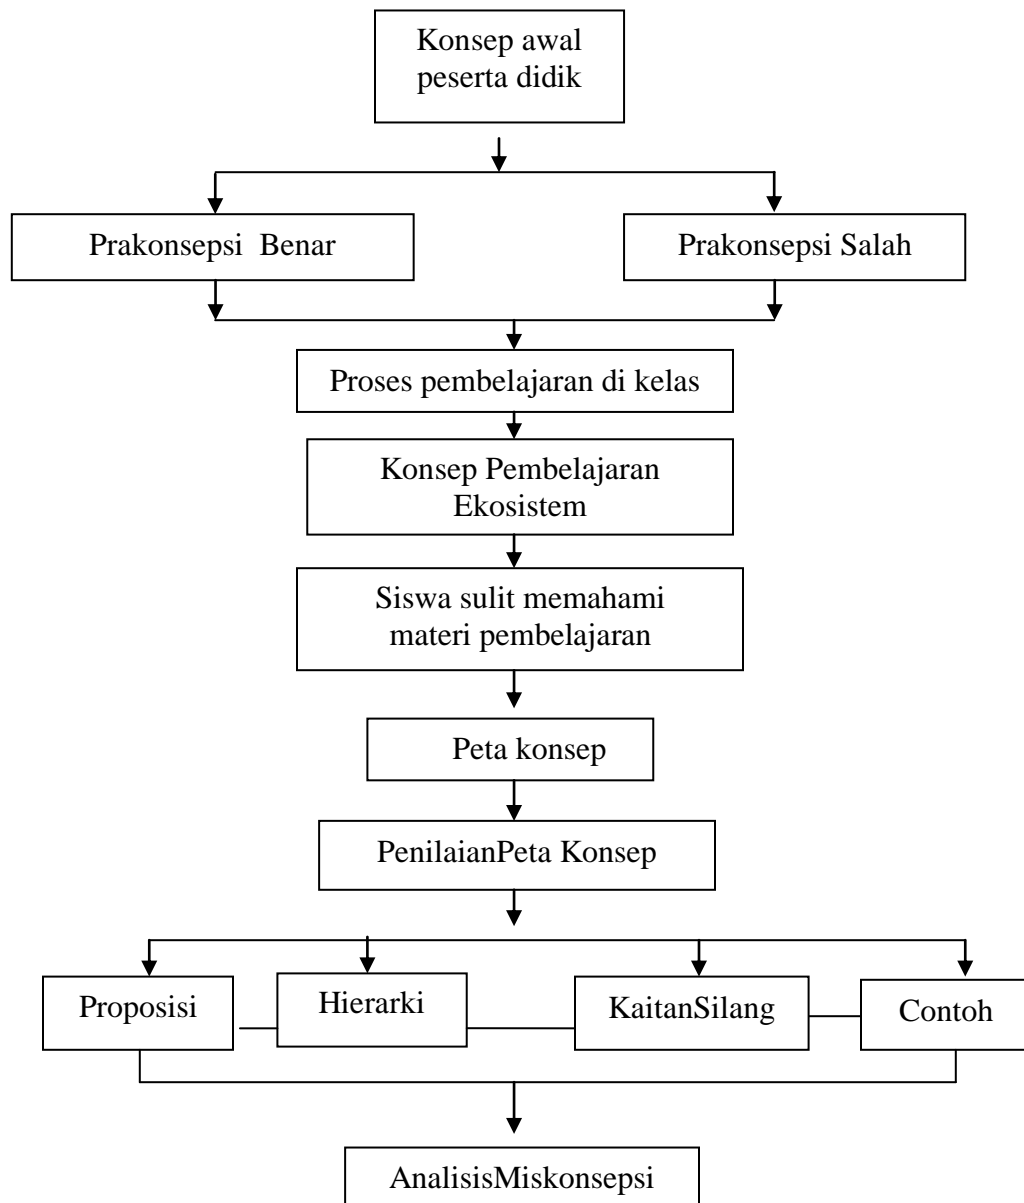 Konsep awal
peserta didik
Prakonsepsi  Benar
Prakonsepsi Salah
Proses pembelajaran di kelas
Konsep Pembelajaran
Ekosistem
Siswa sulit memahami
materi pembelajaran
Peta konsep
PenilaianPeta Konsep
Proposisi
Hierarki
KaitanSilang
Contoh
AnalisisMiskonsepsi